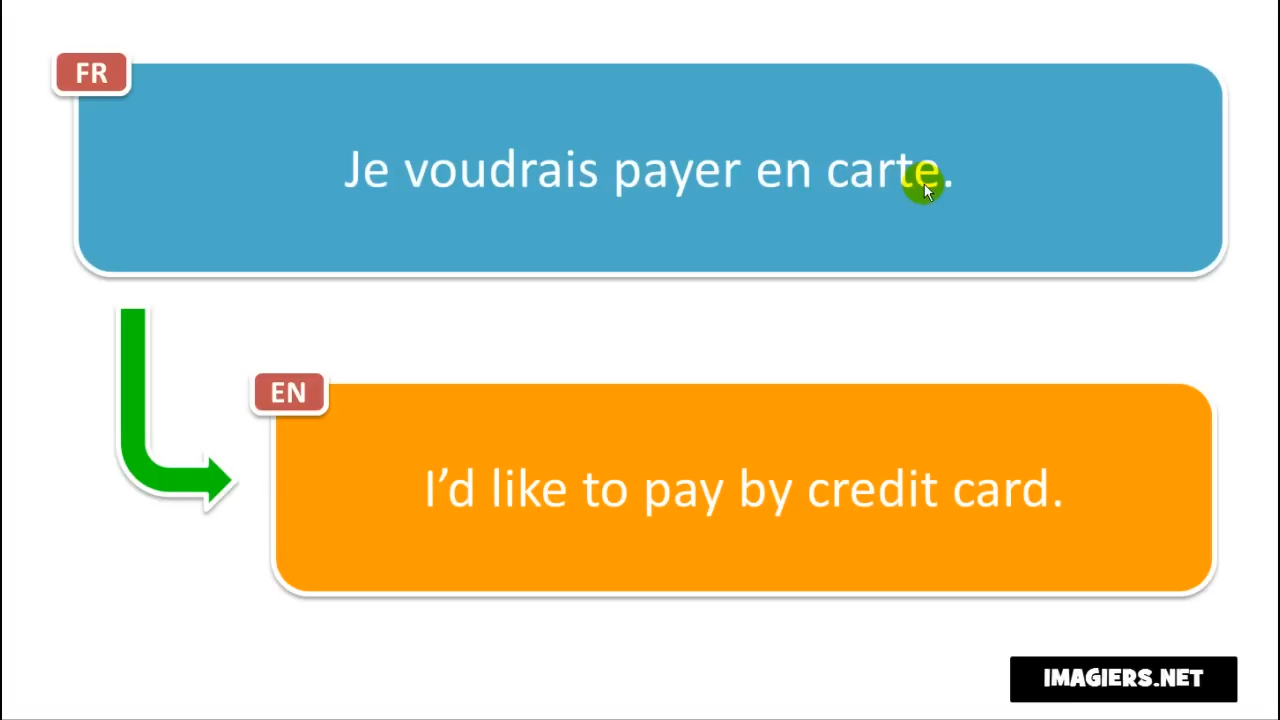 FR
Je voudrais payer en carte.
EN
I’d like to pay by credit card.
IMAGIERS.NET